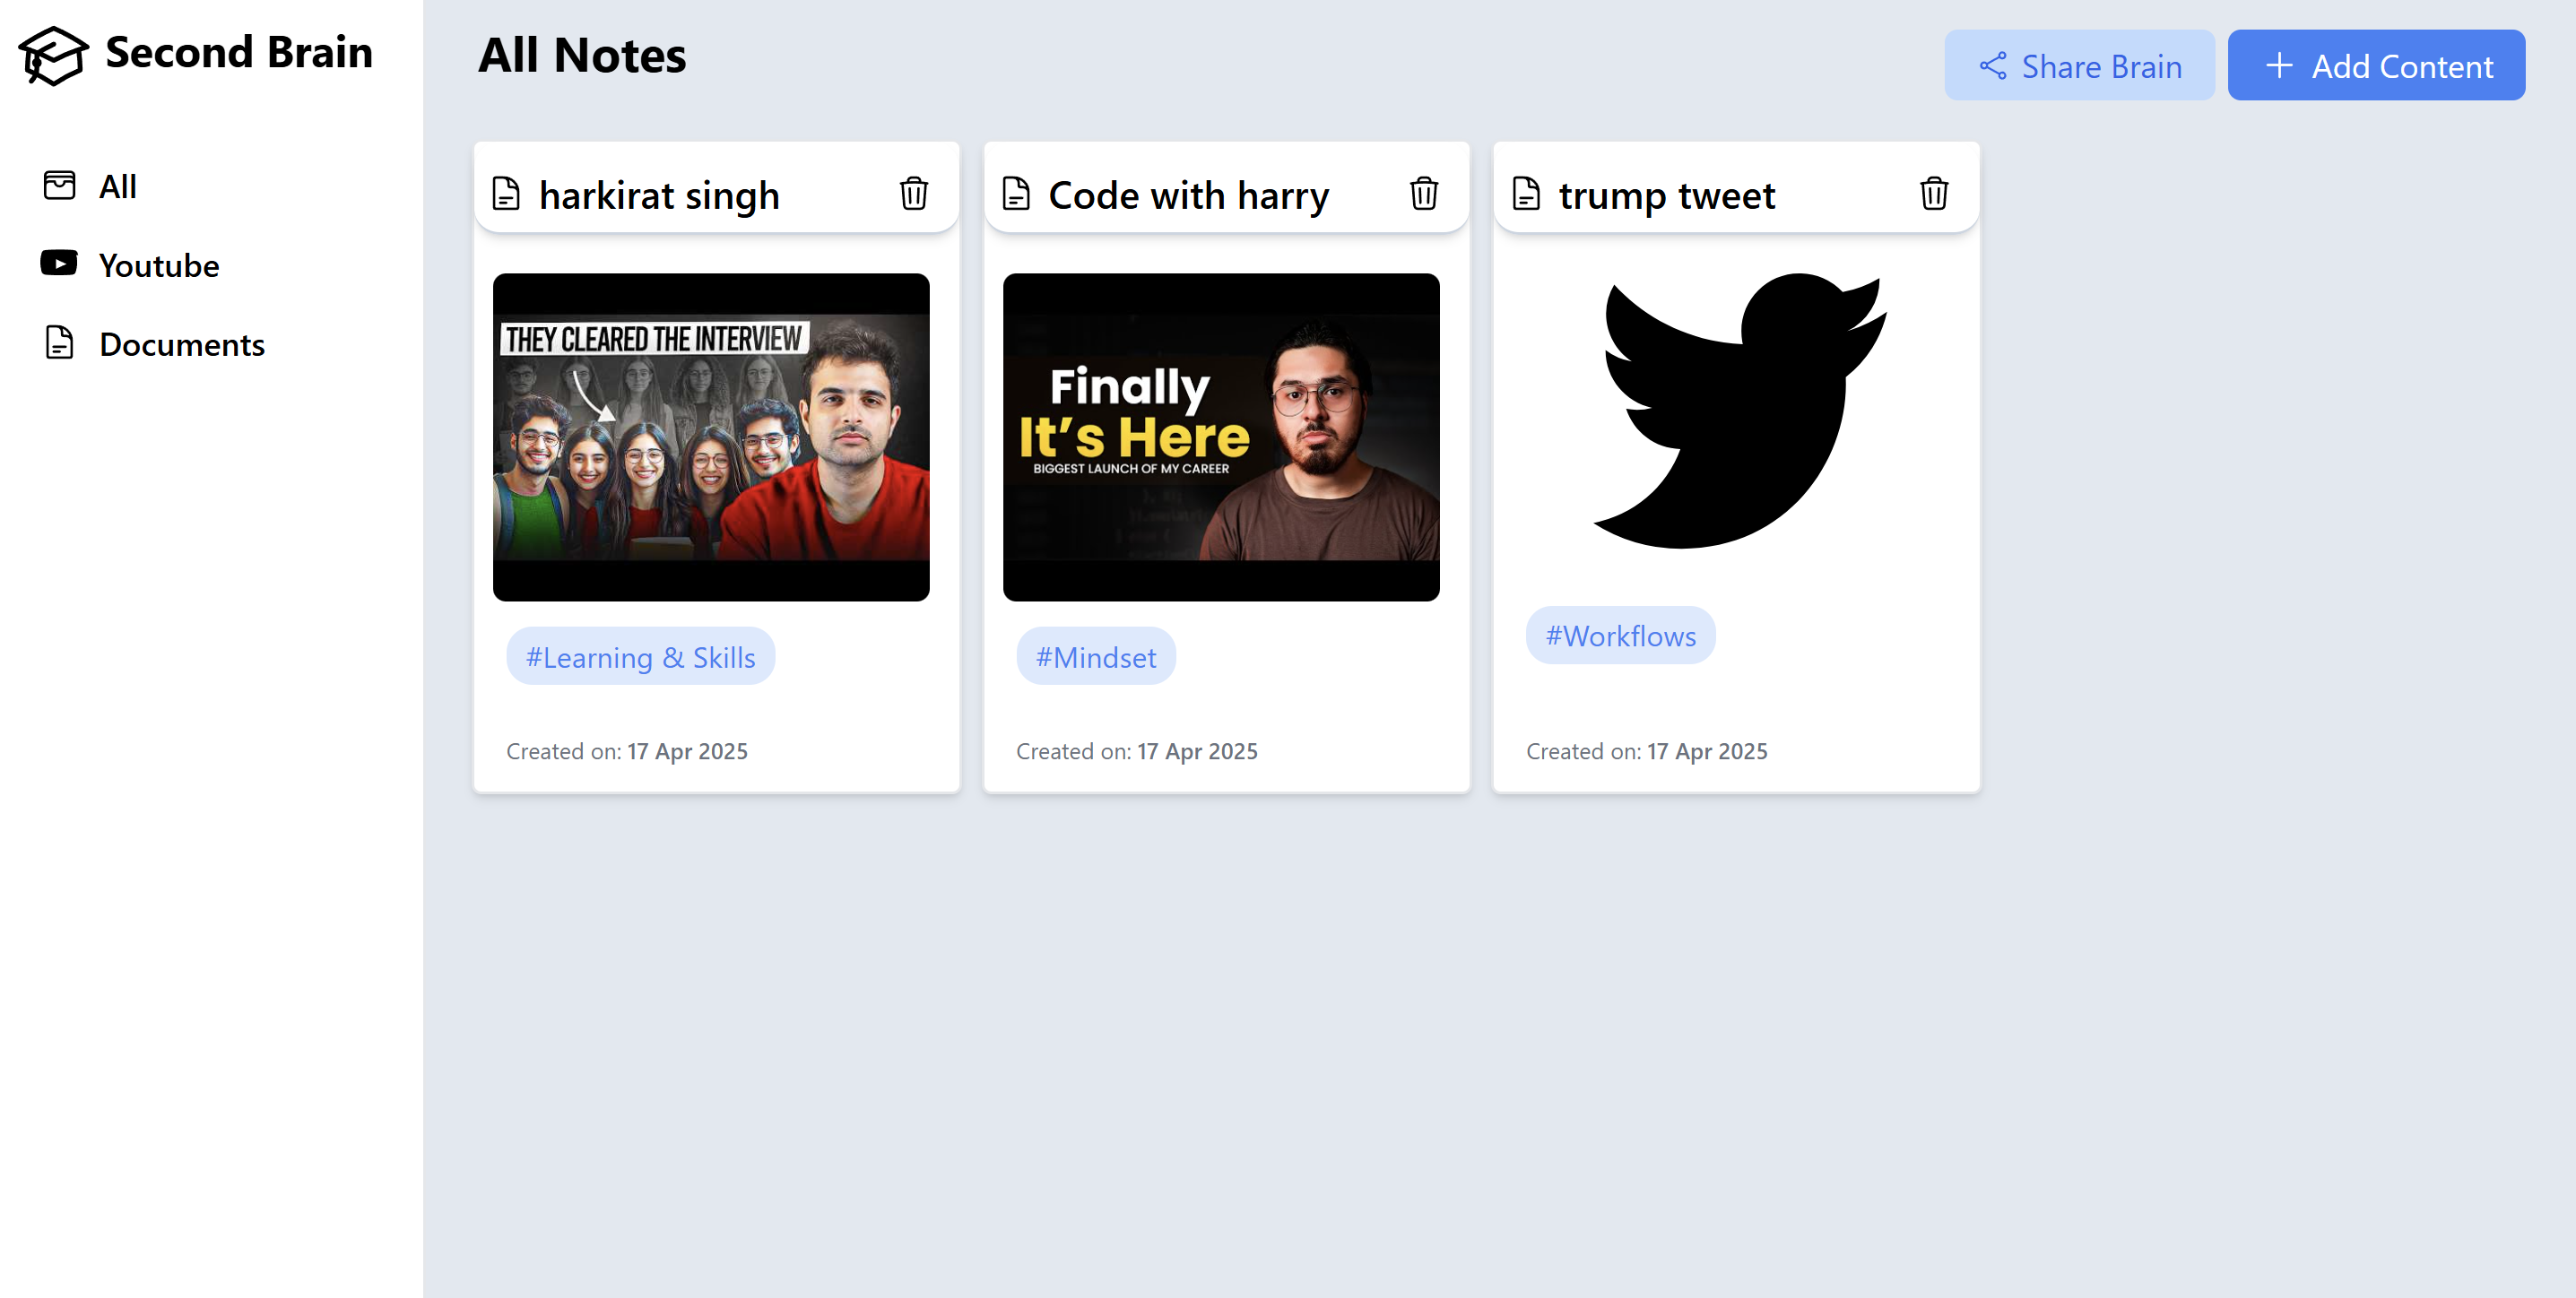 Second Brain
All
Youtube
Documents
All Notes
Share Brain
Add Content
harkirat singh
THEY CLEARED THE INTERVIEW
#Learning & Skills
Created on: 17 Apr 2025
Code with harry
Finally
It's Here
BIGGEST LAUNCH OF MY CAREER
#Mindset
Created on: 17 Apr 2025
trump tweet
#Workflows
Created on: 17 Apr 2025